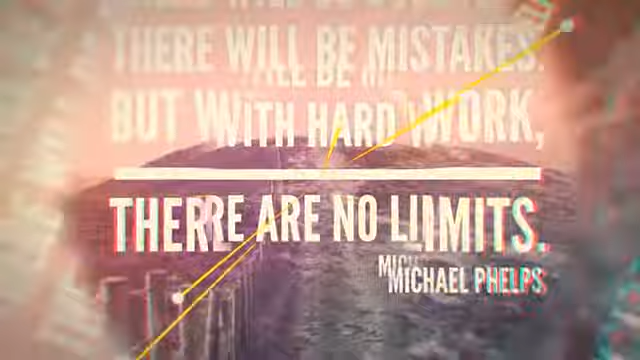 THERE WILL BE MISTAKES.
BUT WITH HARD WORK,
THERE ARE NO LIMITS.
MICHAEL PHELPS